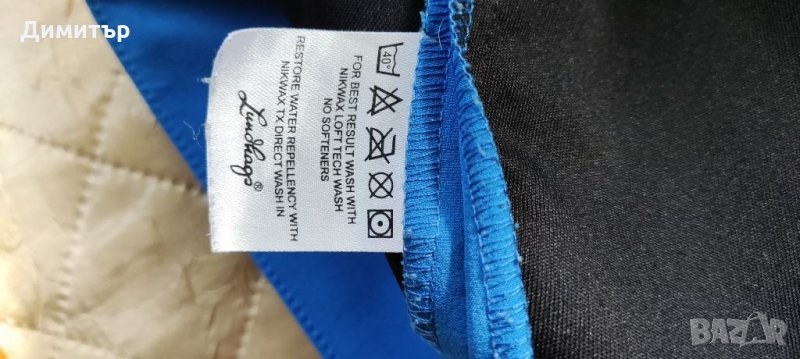 Димитър
40°
FOR BEST RESULT WASH WITH
NIKWAX LOFT TECH WASH
NO SOFTENERS
RESTORE WATER REPELLENCY WITH
NIKWAX TX DIRECT WASH IN
Lundhags®
BAZAR